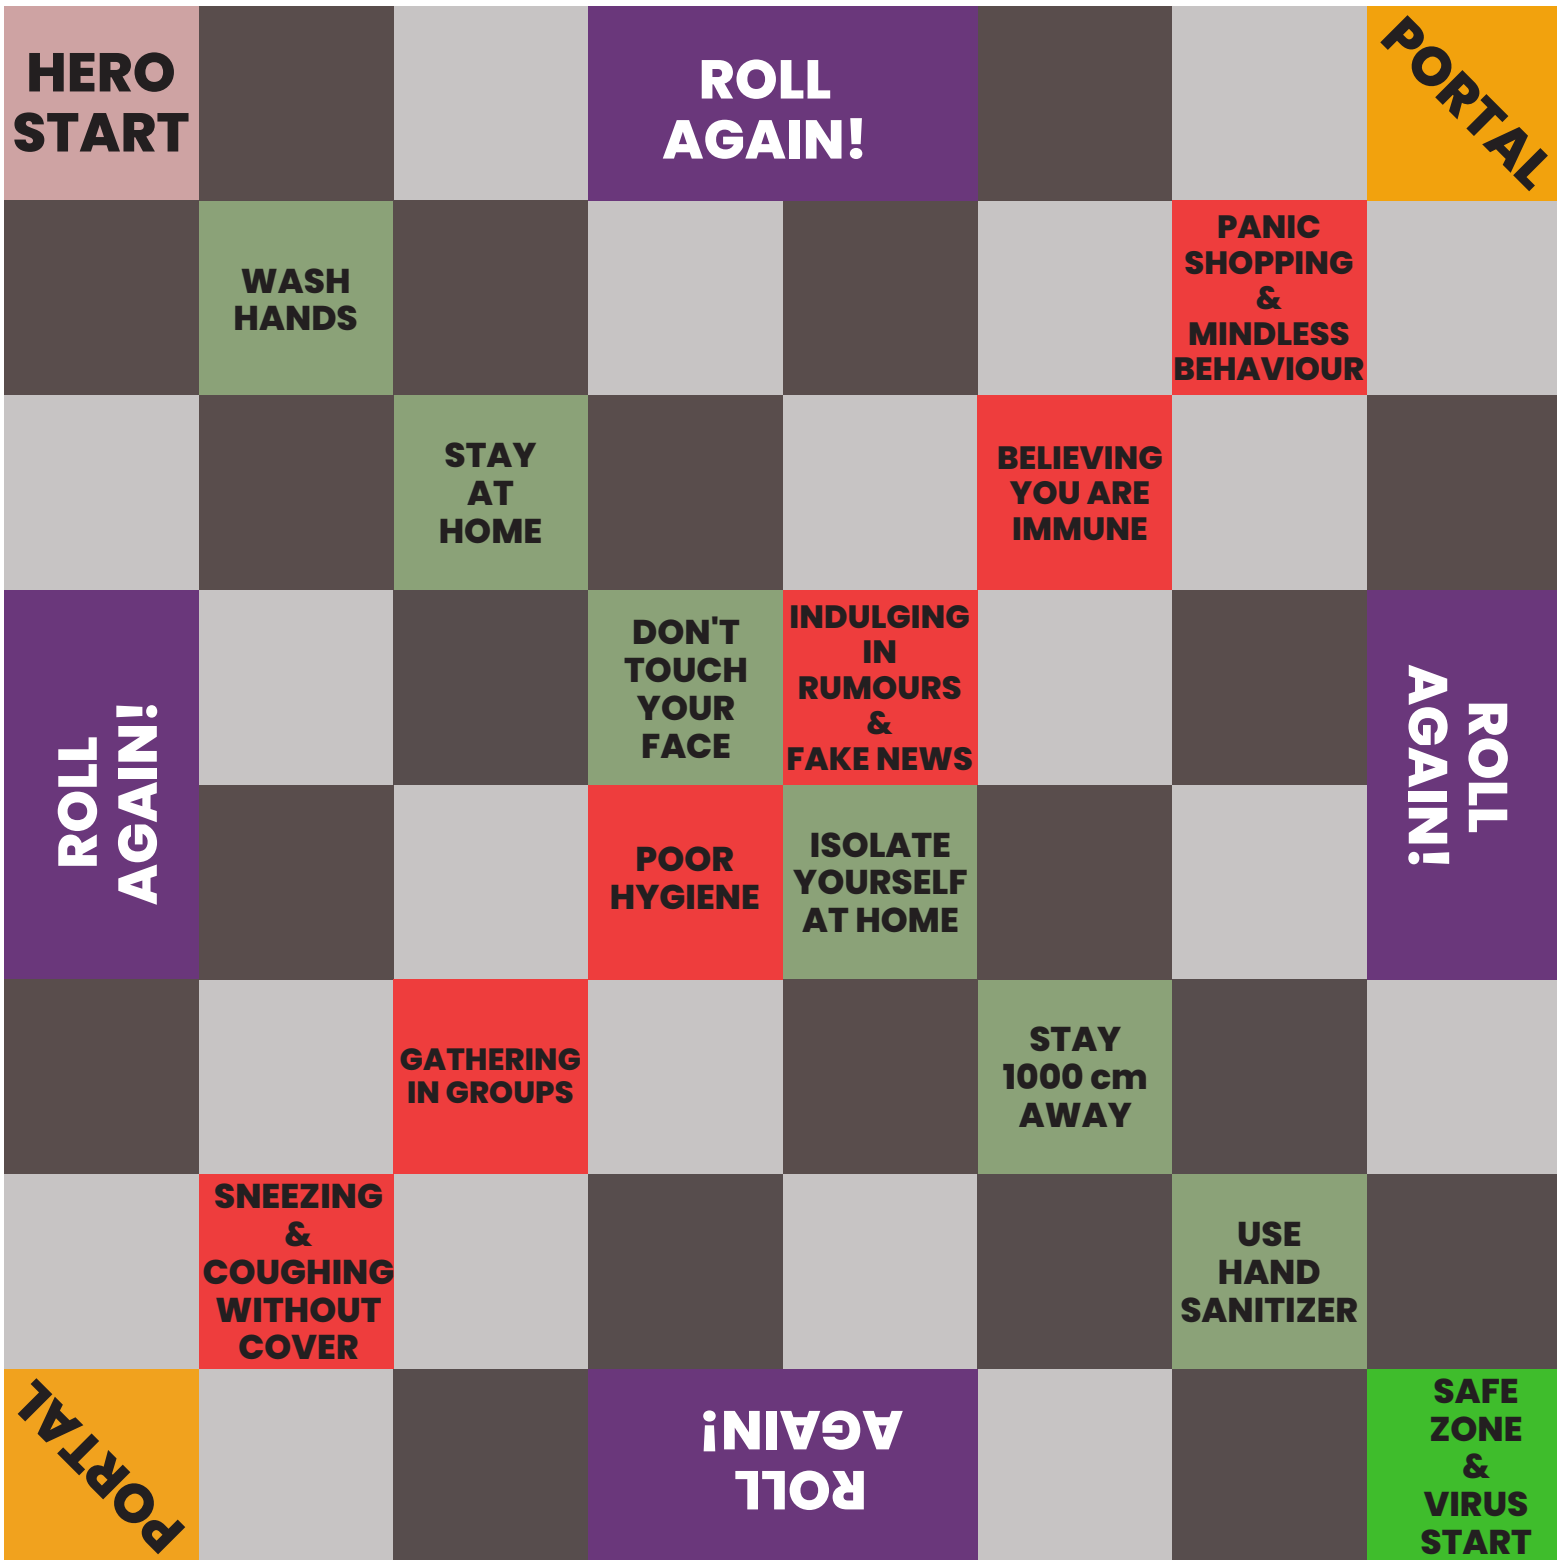 HERO
START
ROLL
AGAIN!
PORTAL
WASH
HANDS
PANIC
SHOPPING
&
MINDLESS
BEHAVIOUR
STAY
AT
HOME
BELIEVING
YOU ARE
IMMUNE
ROLL
AGAIN!
DON'T
TOUCH
YOUR
FACE
INDULGING
IN
RUMOURS
&
FAKE NEWS
ROLL
AGAIN!
POOR
HYGIENE
ISOLATE
YOURSELF
AT HOME
GATHERING
IN GROUPS
STAY
1000 cm
AWAY
SNEEZING
&
COUGHING
WITHOUT
COVER
USE
HAND
SANITIZER
PORTAL
ROLL
AGAIN!
SAFE
ZONE
&
VIRUS
START